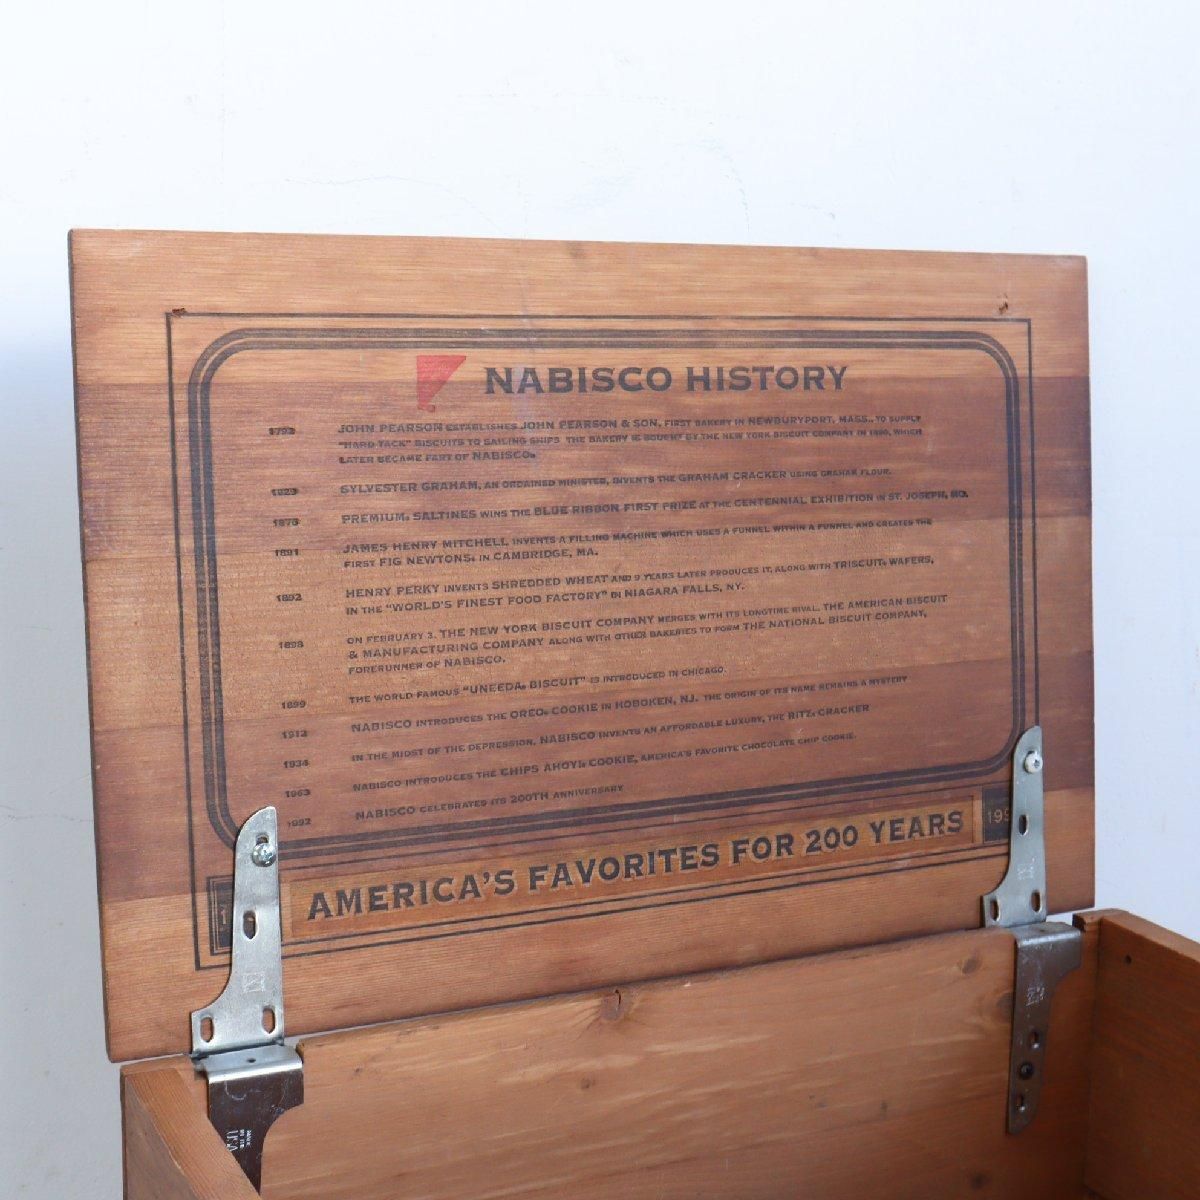 NABISCO HISTORY
1792 JOHN PEARSON ESTABLISHES JOHN PEARSON & SON, FIRST BAKERY IN NEWBURYPORT, MASS., TO SUPPLY
"HARD TACK" BISCUITS TO SAILING SHIPS. THE BAKERY IS BOUGHT BY THE NEW YORK BISCUIT COMPANY IN 1890, WHICH
LATER BECAME PART OF NABISCO®
1829 SYLVESTER GRAHAM, AN ORDAINED MINISTER, INVENTS THE GRAHAM CRACKER USING GRAHAM FLOUR.
1876 PREMIUM® SALTINES WINS THE BLUE RIBBON FIRST PRIZE AT THE CENTENNIAL EXHIBITION IN ST. JOSEPH, MO.
1891 JAMES HENRY MITCHELL INVENTS A FILLING MACHINE WHICH USES A FUNNEL WITHIN A FUNNEL AND CREATES THE
FIRST FIG NEWTONS® IN CAMBRIDGE, MA.
1892 HENRY PERKY INVENTS SHREDDED WHEAT AND 9 YEARS LATER PRODUCES IT, ALONG WITH TRISCUIT® WAFERS,
IN THE "WORLD'S FINEST FOOD FACTORY" IN NIAGARA FALLS, NY.
1898 ON FEBRUARY 3, THE NEW YORK BISCUIT COMPANY MERGES WITH ITS LONGTIME RIVAL, THE AMERICAN BISCUIT
& MANUFACTURING COMPANY ALONG WITH OTHER BAKERIES TO FORM THE NATIONAL BISCUIT COMPANY,
FORERUNNER OF NABISCO.
1899 THE WORLD FAMOUS "UNEEDA® BISCUIT" IS INTRODUCED IN CHICAGO.
1912 NABISCO INTRODUCES THE OREO® COOKIE IN HOBOKEN, NJ. THE ORIGIN OF ITS NAME REMAINS A MYSTERY
1934 IN THE MIDST OF THE DEPRESSION, NABISCO INVENTS AN AFFORDABLE LUXURY, THE RITZ® CRACKER
1963 NABISCO INTRODUCES THE CHIPS AHOY!® COOKIE, AMERICA'S FAVORITE CHOCOLATE CHIP COOKIE.
1992 NABISCO CELEBRATES ITS 200TH ANNIVERSARY
AMERICA'S FAVORITES FOR 200 YEARS
USA